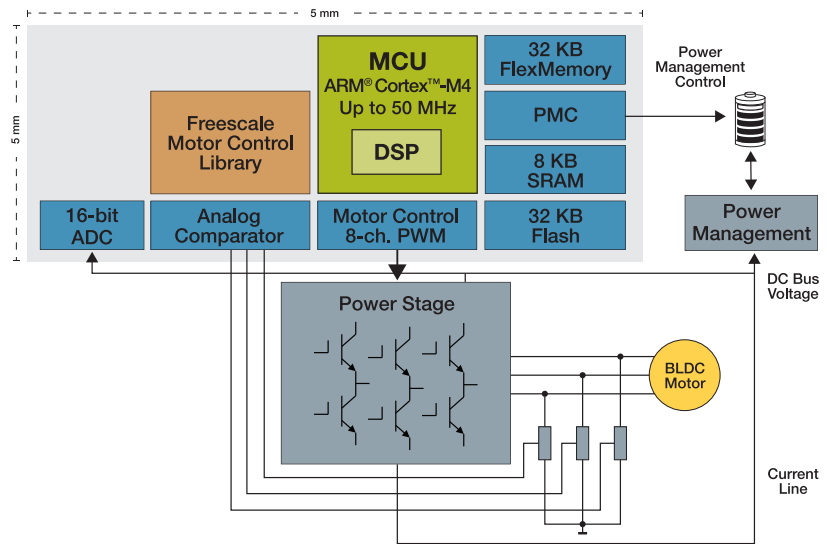 5 mm
5 mm
MCU
ARM® Cortex™-M4
Up to 50 MHz
DSP
32 KB
FlexMemory
PMC
8 KB
SRAM
32 KB
Flash
Freescale
Motor Control
Library
16-bit
ADC
Analog
Comparator
Motor Control
8-ch. PWM
Power
Management
Control
Power
Management
DC Bus
Voltage
Power Stage
BLDC
Motor
Current
Line